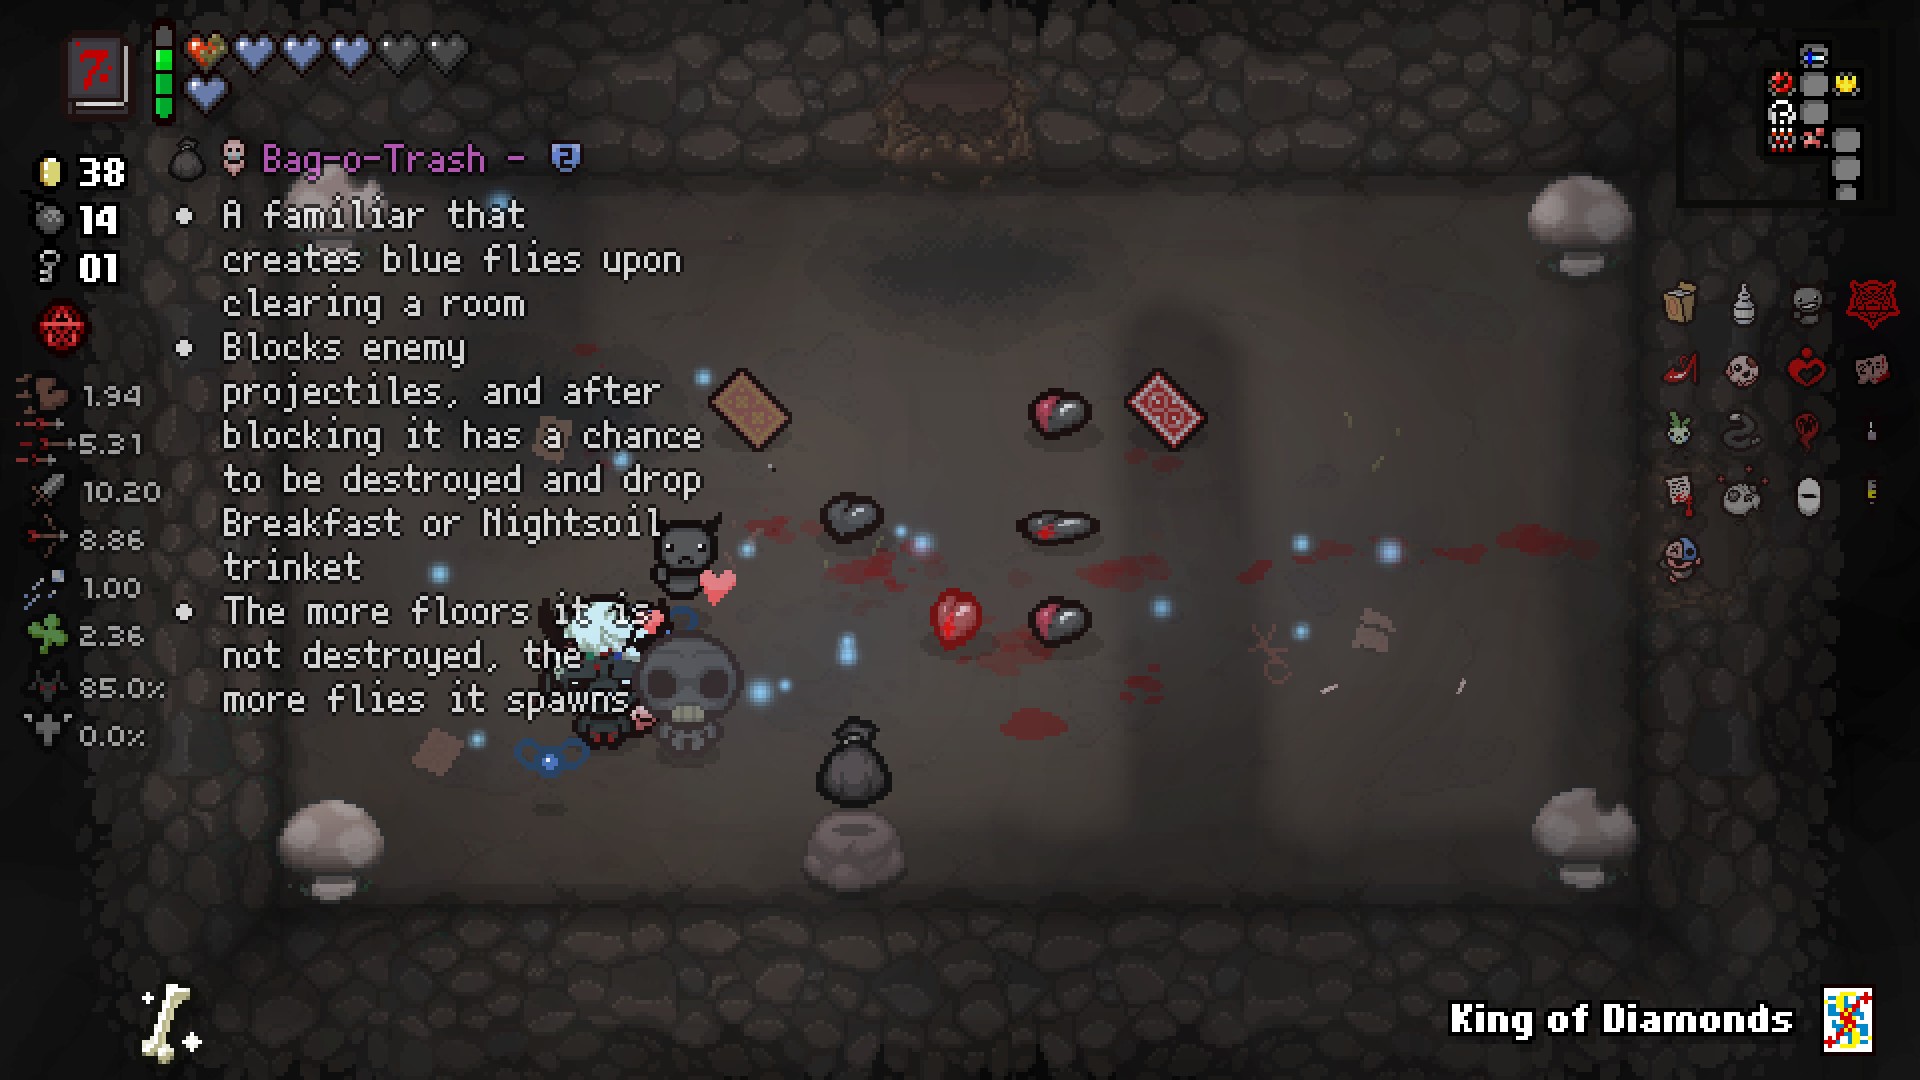 Bag-o-Trash - 2
38
14
01
A familiar that
creates blue flies upon
clearing a room
Blocks enemy
projectiles, and after
blocking it has a chance
to be destroyed and drop
Breakfast or Nightsoil
trinket
The more floors it is
not destroyed, the
more flies it spawns
1.94
5.31
10.20
8.86
1.00
2.36
85.0%
0.0%
King of Diamonds